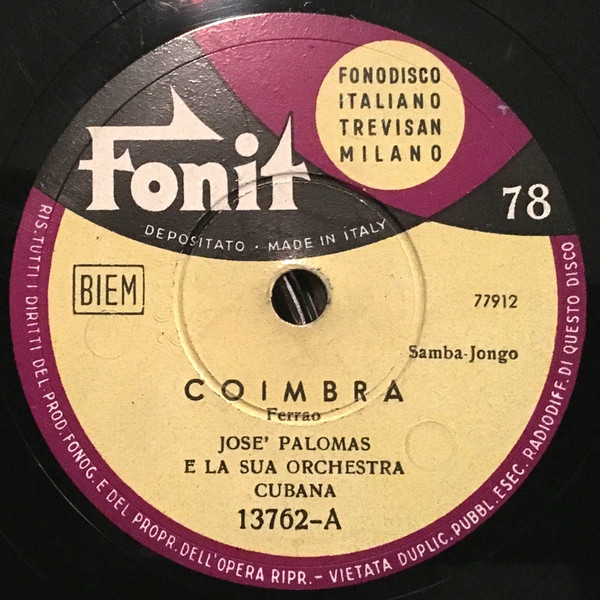 FONODISCO
ITALIANO
TREVISAN
MILANO
Fonit
78
DEPOSITATO · MADE IN ITALY
BIEM
77912
Samba-Jongo
COIMBRA
Ferrao
JOSE' PALOMAS
E LA SUA ORCHESTRA
CUBANA
13762-A
RIS. TUTTI I DIRITTI DEL PROD. FONOG. E DEL PROPR. DELL'OPERA RIPR. - VIETATA DUPLIC. PUBBL. ESEC. RADIODIFF. DI QUESTO DISCO